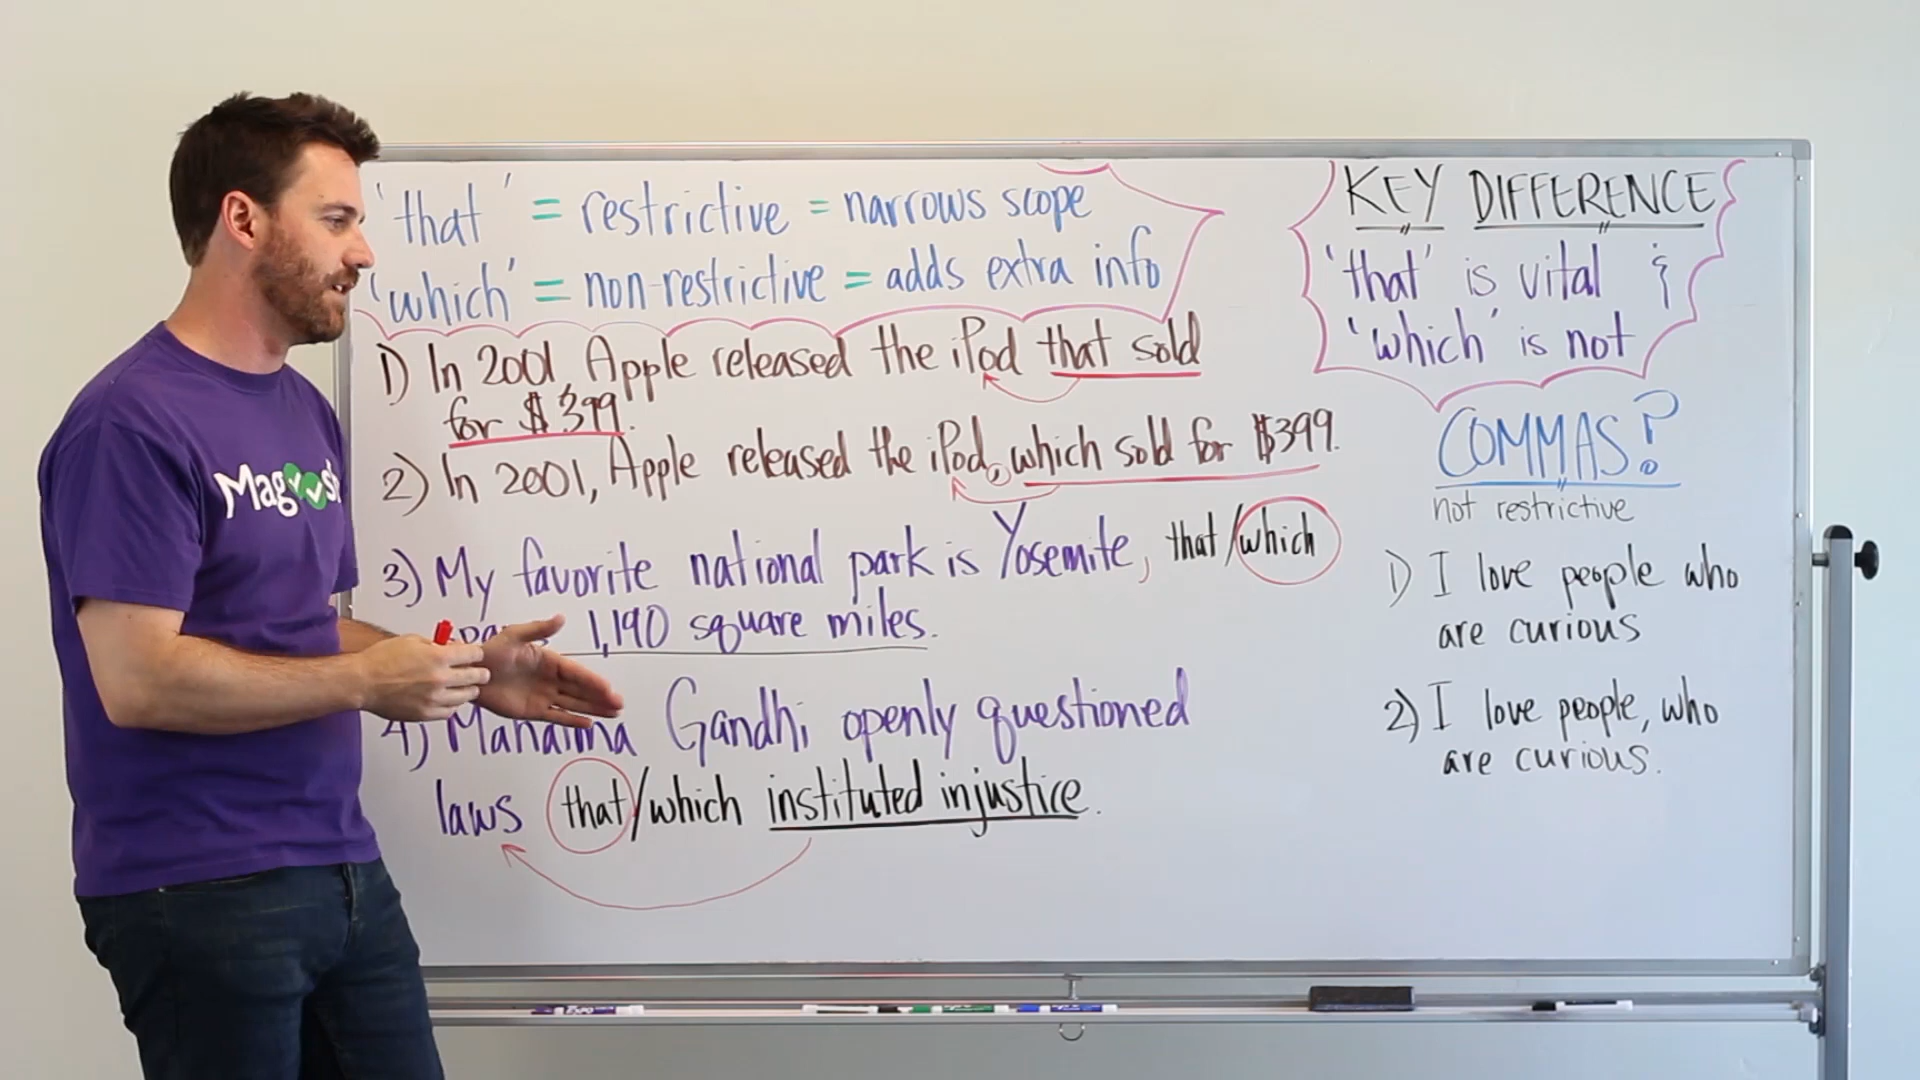 'that' = restrictive = narrows scope
'which' = non-restrictive = adds extra info
1) In 2001, Apple released the iPod that sold
for $399.
2) In 2001, Apple released the iPod, which sold for $399.
3) My favorite national park is Yosemite, that/which
1,190 square miles.
4) Mahatma Gandhi openly questioned
laws that/which instituted injustice.
KEY DIFFERENCE
'that' is vital &
'which' is not
COMMAS?
not restrictive
1) I love people who
are curious
2) I love people, who
are curious.
Magoosh
EXPO